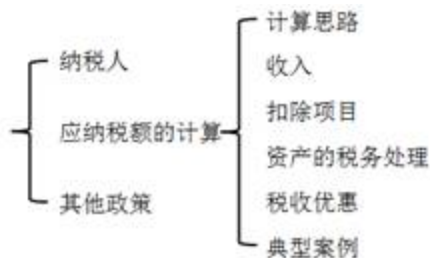 纳税人
应纳税额的计算
其他政策
计算思路
收入
扣除项目
资产的税务处理
税收优惠
典型案例